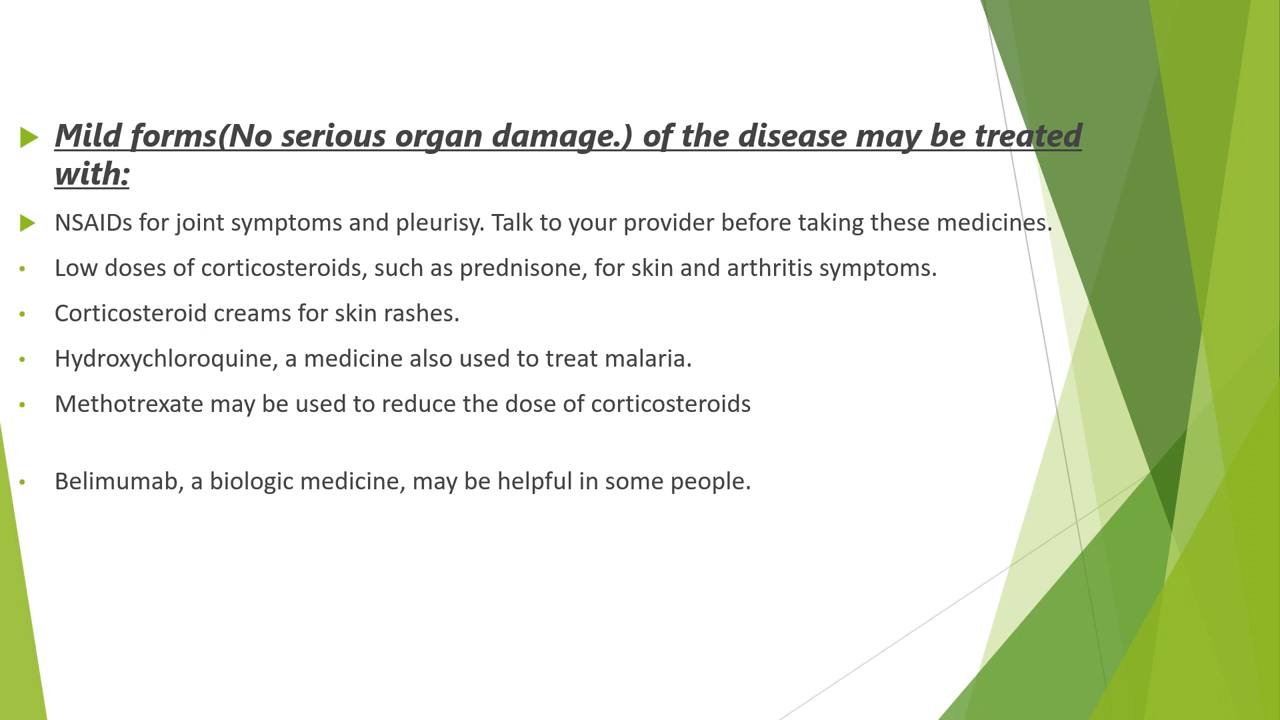 Mild forms(No serious organ damage.) of the disease may be treated
with:
NSAIDs for joint symptoms and pleurisy. Talk to your provider before taking these medicines.
Low doses of corticosteroids, such as prednisone, for skin and arthritis symptoms.
Corticosteroid creams for skin rashes.
Hydroxychloroquine, a medicine also used to treat malaria.
Methotrexate may be used to reduce the dose of corticosteroids
Belimumab, a biologic medicine, may be helpful in some people.